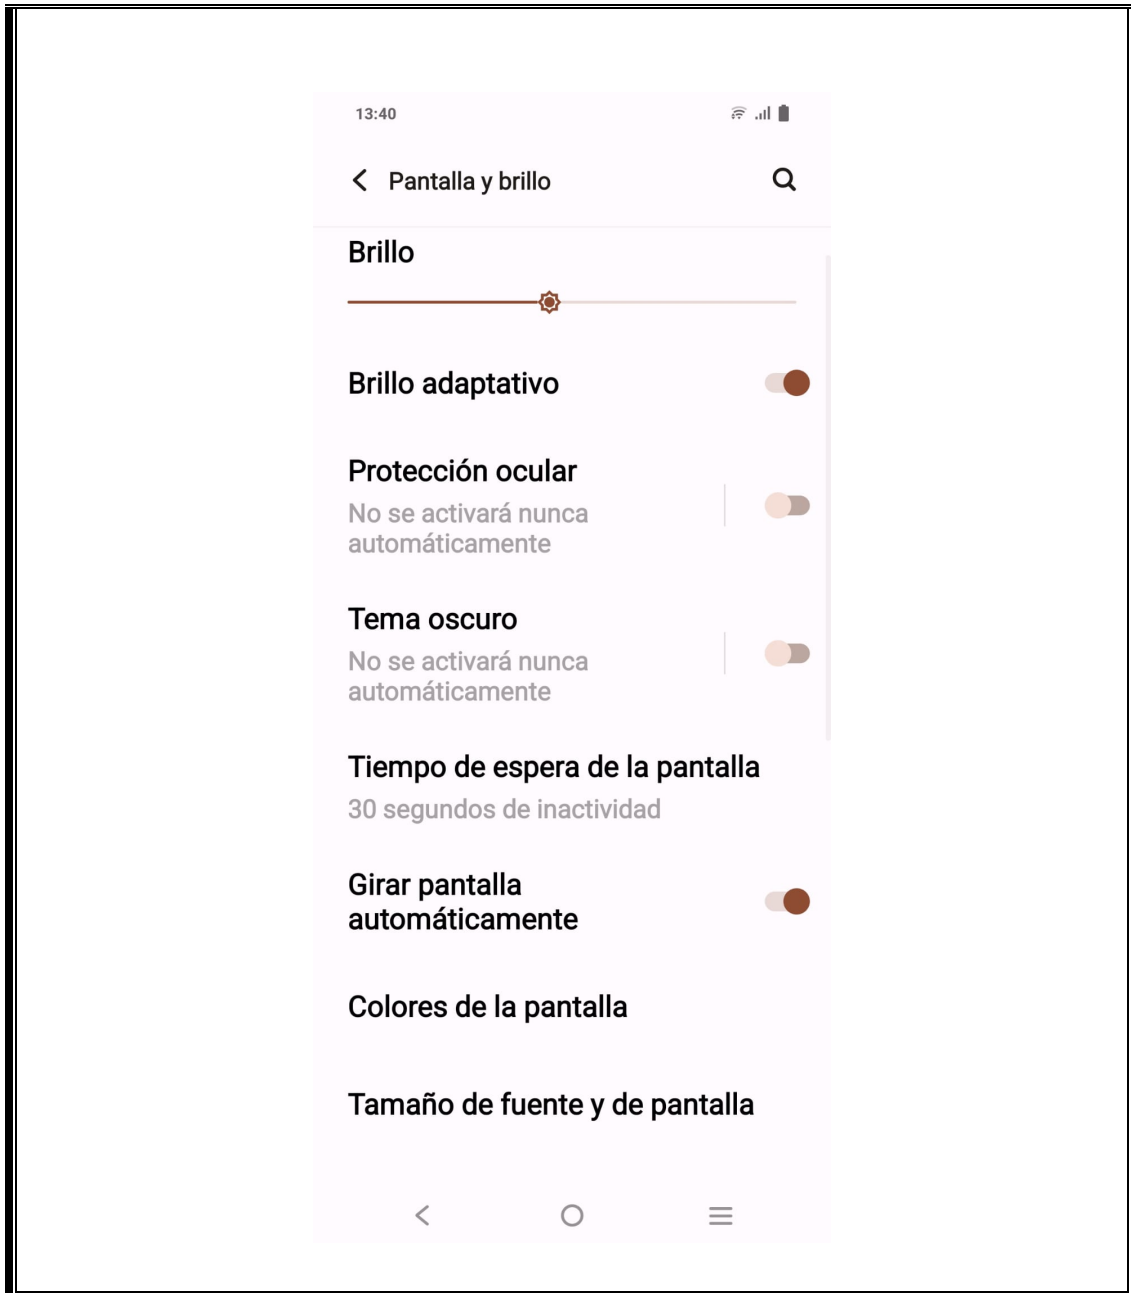 13:40
Pantalla y brillo
Brillo
Brillo adaptativo
Protección ocular
No se activará nunca
automáticamente
Tema oscuro
No se activará nunca
automáticamente
Tiempo de espera de la pantalla
30 segundos de inactividad
Girar pantalla
automáticamente
Colores de la pantalla
Tamaño de fuente y de pantalla